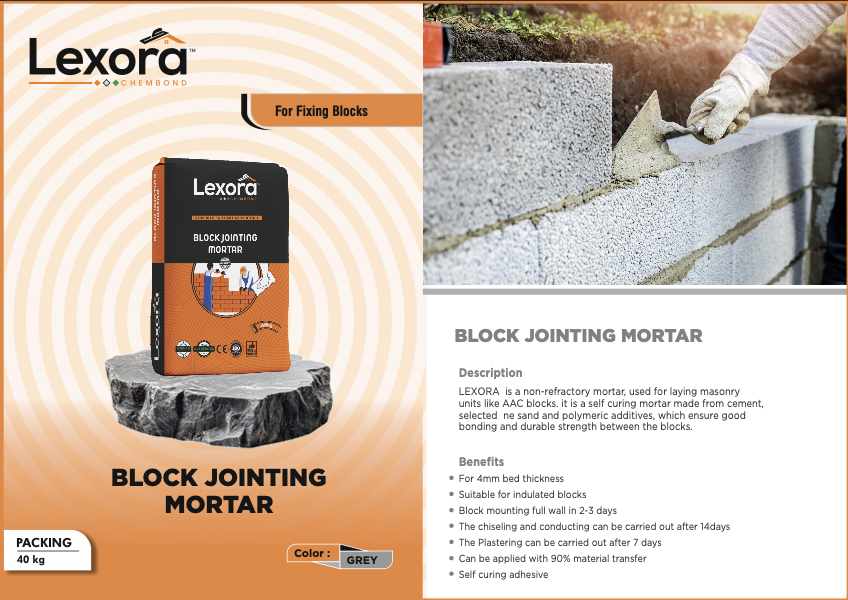 Lexora™
CHEMBOND
For Fixing Blocks
Lexora
CHEMBOND
BLOCK JOINTING
MORTAR
Lexora
BLOCK JOINTING
MORTAR
PACKING
40 kg
Color :
GREY
BLOCK JOINTING MORTAR
Description
LEXORA is a non-refractory mortar, used for laying masonry
units like AAC blocks. it is a self curing mortar made from cement,
selected ne sand and polymeric additives, which ensure good
bonding and durable strength between the blocks.
Benefits
For 4mm bed thickness
Suitable for indulated blocks
Block mounting full wall in 2-3 days
The chiseling and conducting can be carried out after 14days
The Plastering can be carried out after 7 days
Can be applied with 90% material transfer
Self curing adhesive